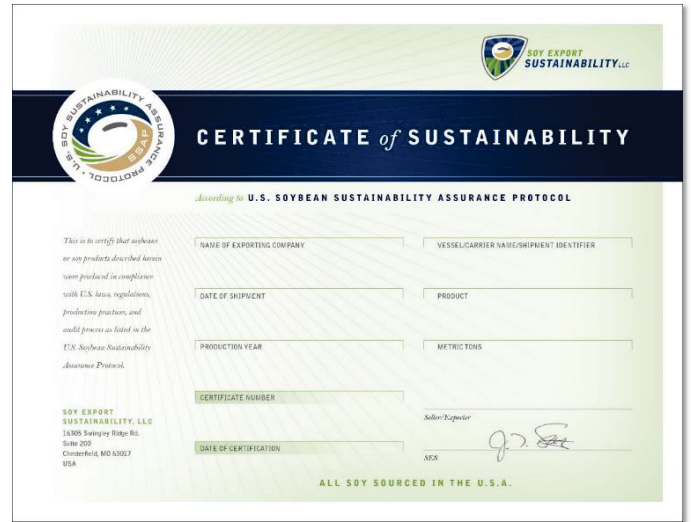 SOY EXPORT
SUSTAINABILITY, LLC
U.S. SOY SUSTAINABILITY ASSURANCE PROTOCOL
SSAP
CERTIFICATE of SUSTAINABILITY
According to U.S. SOYBEAN SUSTAINABILITY ASSURANCE PROTOCOL
This is to certify that soybeans
or soy products described herein
were produced in compliance
with U.S. laws, regulations,
production practices, and
audit process as listed in the
U.S. Soybean Sustainability
Assurance Protocol.
NAME OF EXPORTING COMPANY
VESSEL/CARRIER NAME/SHIPMENT IDENTIFIER
DATE OF SHIPMENT
PRODUCT
PRODUCTION YEAR
METRIC TONS
CERTIFICATE NUMBER
Seller/Exporter
DATE OF CERTIFICATION
SES
SOY EXPORT
SUSTAINABILITY, LLC
16305 Swingley Ridge Rd.
Suite 200
Chesterfield, MO 63017
USA
ALL SOY SOURCED IN THE U.S.A.